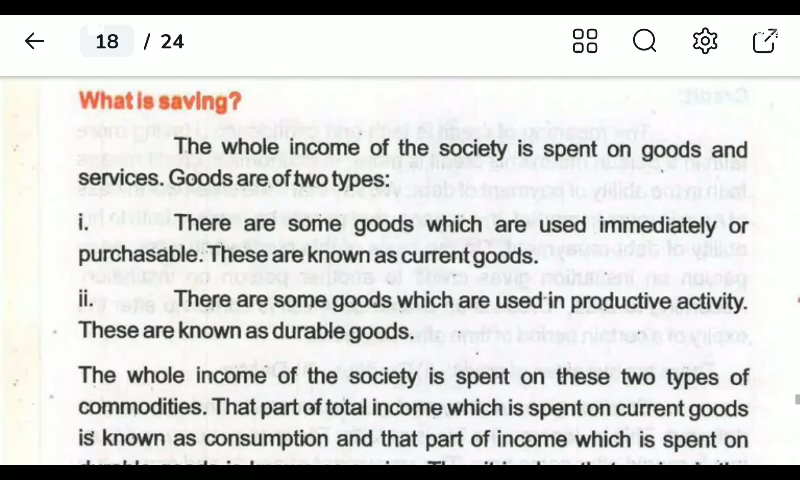 18 / 24
What is saving?
The whole income of the society is spent on goods and
services. Goods are of two types:
i. There are some goods which are used immediately or
purchasable. These are known as current goods.
ii. There are some goods which are used in productive activity.
These are known as durable goods.
The whole income of the society is spent on these two types of
commodities. That part of total income which is spent on current goods
is known as consumption and that part of income which is spent on